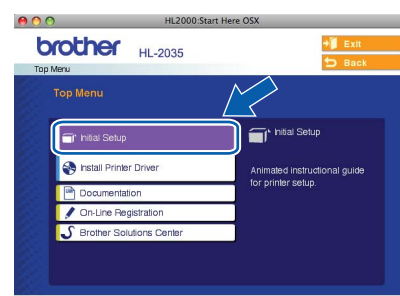 HL2000:Start Here OSX
brother HL-2035
Exit
Back
Top Menu
Top Menu
Initial Setup
Install Printer Driver
Documentation
On-Line Registration
Brother Solutions Center
Initial Setup
Animated instructional guide
for printer setup.